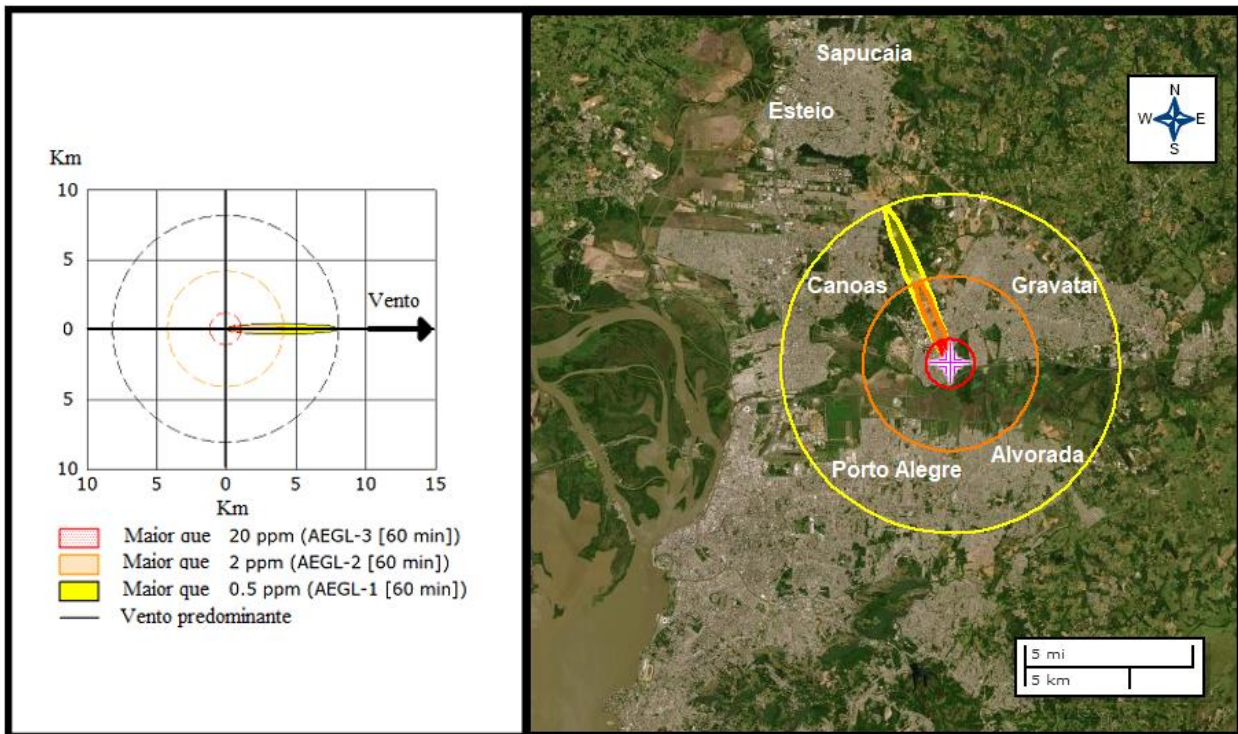 Km
10
5
0
5
10
10 5 0 5 10 15
Km
Vento
Maior que 20 ppm (AEGL-3 [60 min])
Maior que 2 ppm (AEGL-2 [60 min])
Maior que 0.5 ppm (AEGL-1 [60 min])
Vento predominante
Sapucaia
Esteio
N
W E
S
Canoas
Gravataí
Porto Alegre
Alvorada
5 mi
5 km